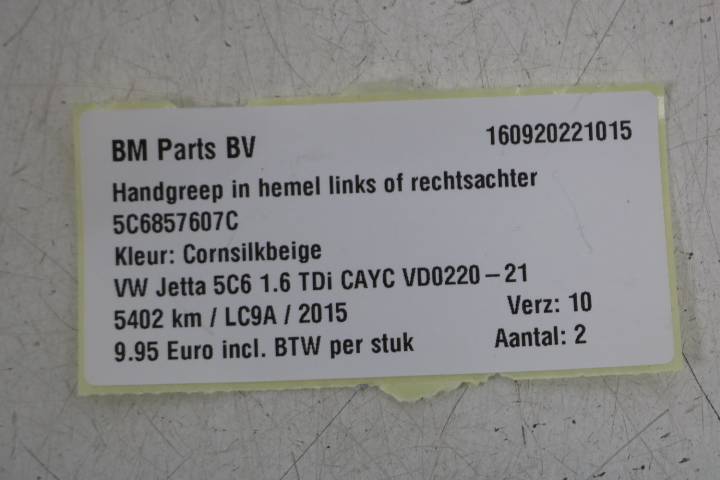 BM Parts BV 160920221015
Handgreep in hemel links of rechtsachter
5C6857607C
Kleur: Cornsilkbeige
VW Jetta 5C6 1.6 TDi CAYC VD0220-21
5402 km / LC9A / 2015 Verz: 10
9.95 Euro incl. BTW per stuk Aantal: 2